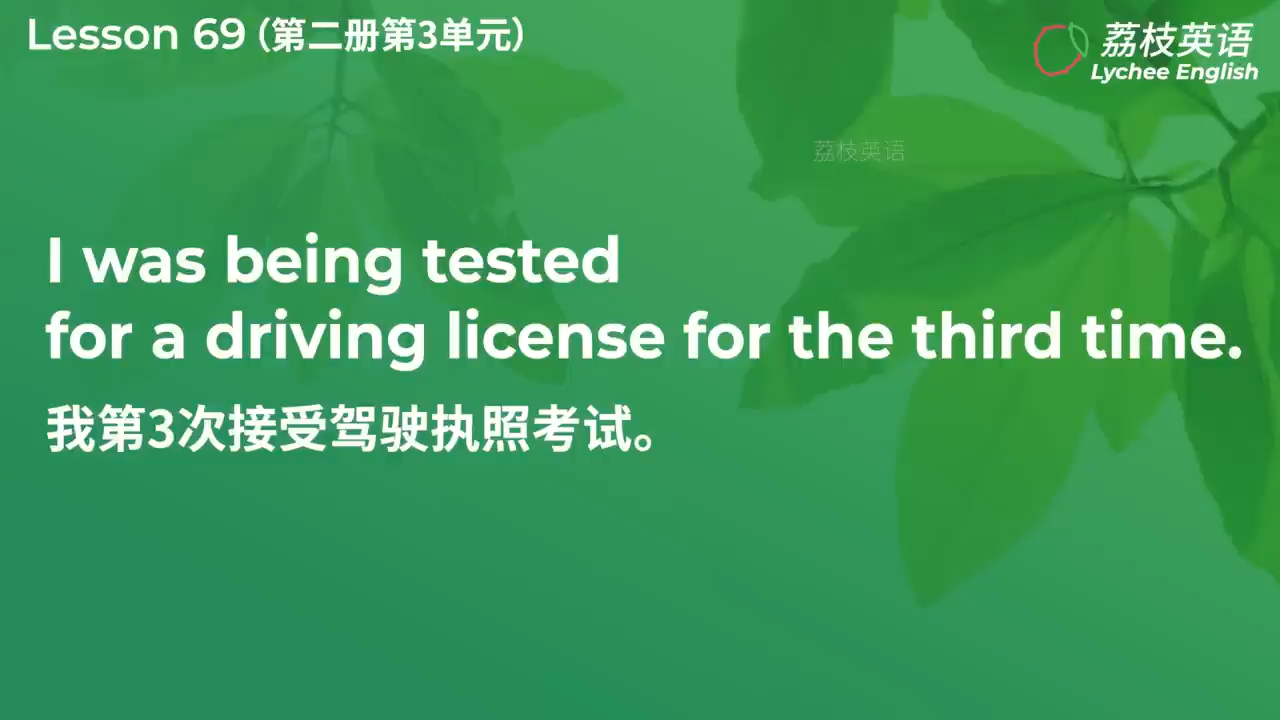 Lesson 69 (第二册第3单元)
荔枝英语
Lychee English
荔枝英语
I was being tested
for a driving license for the third time.
我第3次接受驾驶执照考试。